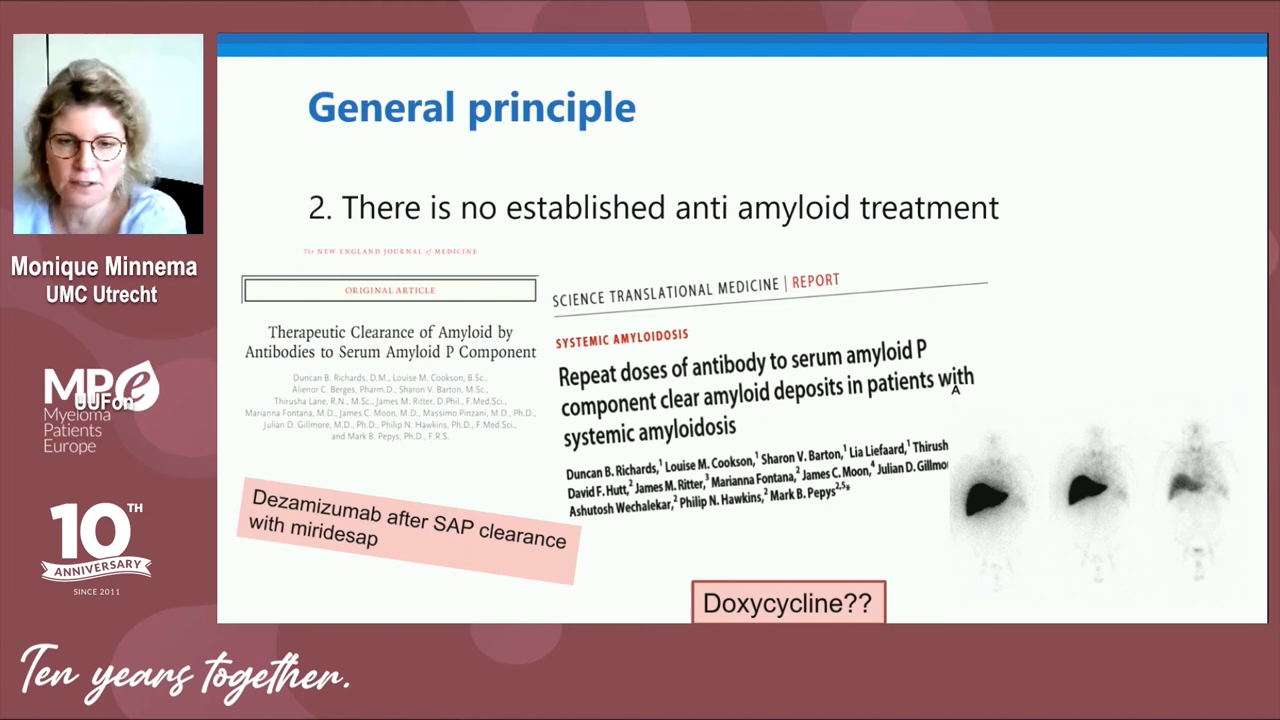 General principle
2. There is no established anti amyloid treatment
The NEW ENGLAND JOURNAL of MEDICINE
ORIGINAL ARTICLE
Therapeutic Clearance of Amyloid by
Antibodies to Serum Amyloid P Component
Duncan B. Richards, D.M., Louise M. Cookson, B.Sc.,
Alienor C. Berges, Pharm.D., Sharon V. Barton, M.Sc.,
Thirusha Lane, R.N., M.Sc., James M. Ritter, D.Phil., F.Med.Sci.,
Marianna Fontana, M.D., James C. Moon, M.D., Massimo Pinzani, M.D., Ph.D.,
Julian D. Gillmore, M.D., Ph.D., Philip N. Hawkins, Ph.D., F.Med.Sci.,
and Mark B. Pepys, Ph.D., F.R.S.
Dezamizumab after SAP clearance
with miridesap
SCIENCE TRANSLATIONAL MEDICINE | REPORT
SYSTEMIC AMYLOIDOSIS
Repeat doses of antibody to serum amyloid P
component clear amyloid deposits in patients with
systemic amyloidosis
Duncan B. Richards,1 Louise M. Cookson,1 Sharon V. Barton,1 Lia Liefaard,1 Thirush
David F. Hutt,2 James M. Ritter,3 Marianna Fontana,2 James C. Moon,4 Julian D. Gillmo
Ashutosh Wechalekar,2 Philip N. Hawkins,2 Mark B. Pepys2,5*
Doxycycline??
Monique Minnema
UMC Utrecht
MPe
UUFon
Myeloma
Patients
Europe
10TH
ANNIVERSARY
SINCE 2011
Ten years together.